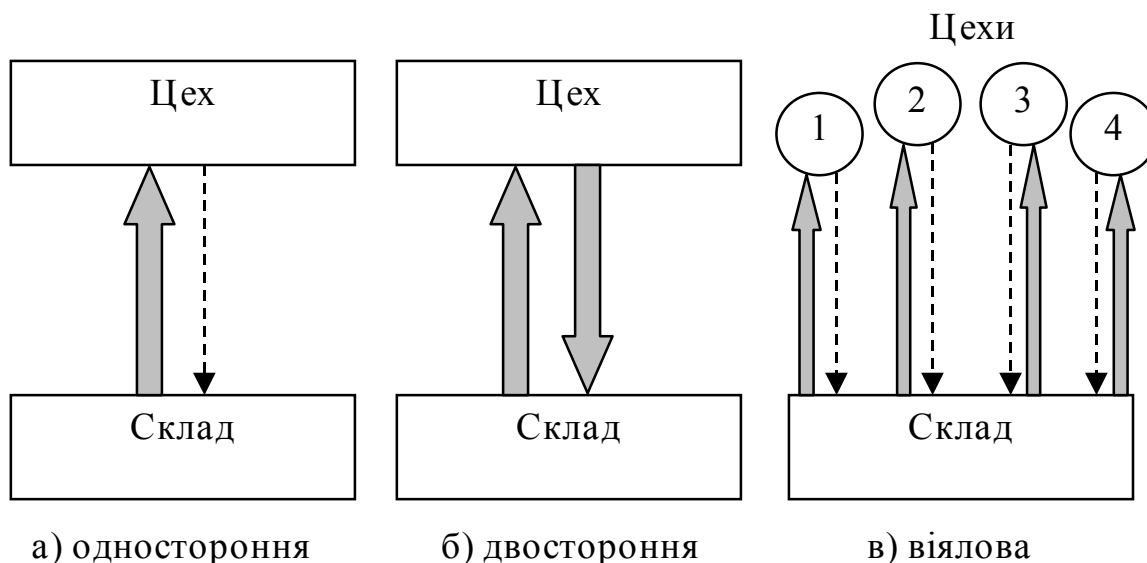 Цехи
Цех
Цех
1
2
3
4
Склад
Склад
Склад
а) одностороння
б) двостороння
в) віялова